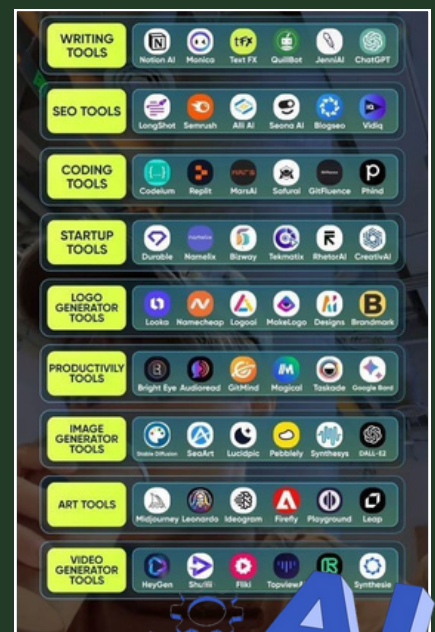 WRITING
TOOLS
Notion AI Monica Text FX QuillBot JenniAI ChatGPT
SEO TOOLS
LongShot Semrush Alli Ai Seona AI Blogseo Vidiq
CODING
TOOLS
Codeium Replit MarsAi Safurai GitFluence Phind
STARTUP
TOOLS
Durable Namelix Bizway Tekmatix RhetorAI CreativAI
LOGO
GENERATOR
TOOLS
Looka Namecheap Logoai MakeLogo Designs Brandmark
PRODUCTIVILY
TOOLS
Bright Eye Audioread GitMind Magical Taskade Google Bard
IMAGE
GENERATOR
TOOLS
Stable Diffusion SeaArt Lucidpic Pebblely Synthesys DALL-E2
ART TOOLS
Midjourney Leonardo Ideogram Firefly Playground Leap
VIDEO
GENERATOR
TOOLS
HeyGen Fliki Synthesie
AI